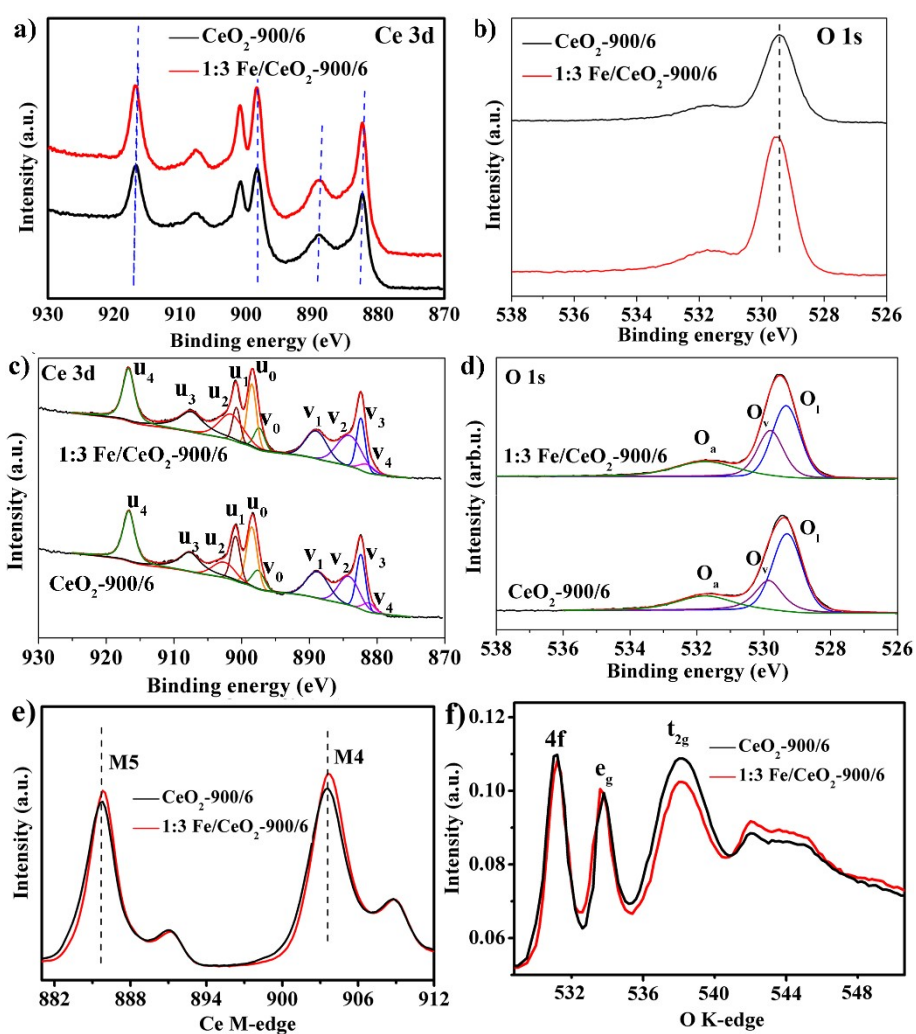 a)
Ce 3d
CeO₂-900/6
1:3 Fe/CeO₂-900/6
Intensity (a.u.)
930 920 910 900 890 880 870
Binding energy (eV)
b)
O 1s
CeO₂-900/6
1:3 Fe/CeO₂-900/6
Intensity (a.u.)
538 536 534 532 530 528 526
Binding energy (eV)
c)
Ce 3d
u₄ u₃ u₂ u₁ u₀ v₀ v₁ v₂ v₃ v₄
1:3 Fe/CeO₂-900/6
u₄ u₃ u₂ u₁ u₀ v₀ v₁ v₂ v₃ v₄
CeO₂-900/6
Intensity (a.u.)
930 920 910 900 890 880 870
Binding energy (eV)
d)
O 1s
Oₐ Oᵥ Oₗ
1:3 Fe/CeO₂-900/6
Oₐ Oᵥ Oₗ
CeO₂-900/6
Intensity (arb.u.)
538 536 534 532 530 528 526
Binding energy (eV)
e)
M5
M4
CeO₂-900/6
1:3 Fe/CeO₂-900/6
Intensity (a.u.)
882 888 894 900 906 912
Ce M-edge
f)
4f
e_g
t_2g
CeO₂-900/6
1:3 Fe/CeO₂-900/6
Intensity (a.u.)
0.12
0.10
0.08
0.06
532 536 540 544 548
O K-edge